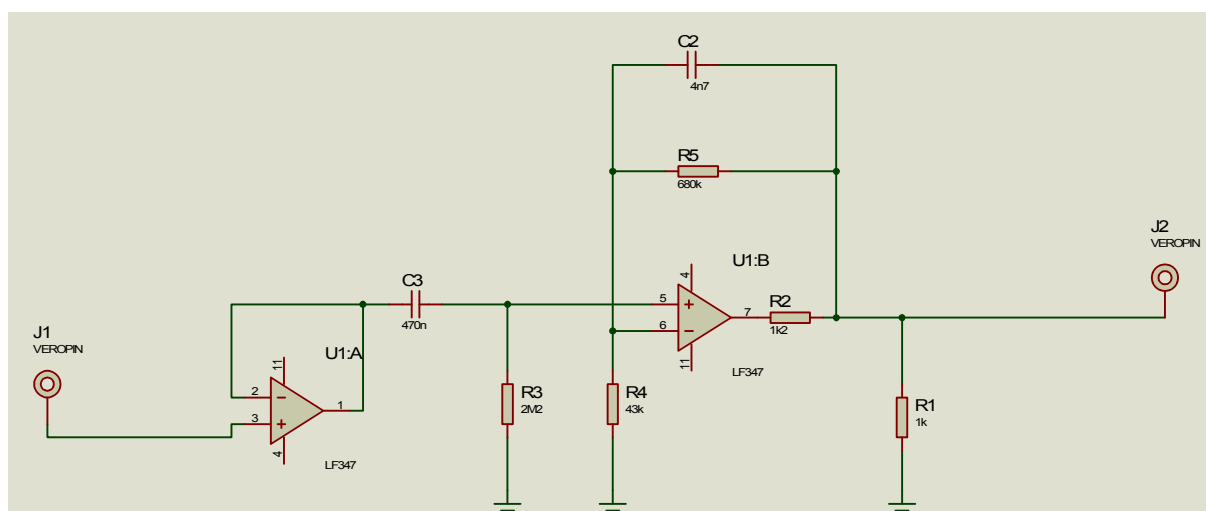 C2
4n7
R5
680k
J2
VEROPIN
U1:B
C3
4
R2
5
7
470n
6
1k2
J1
VEROPIN
U1:A
11
11
LF347
2
1
R3
2M2
R4
43k
R1
1k
3
4
LF347